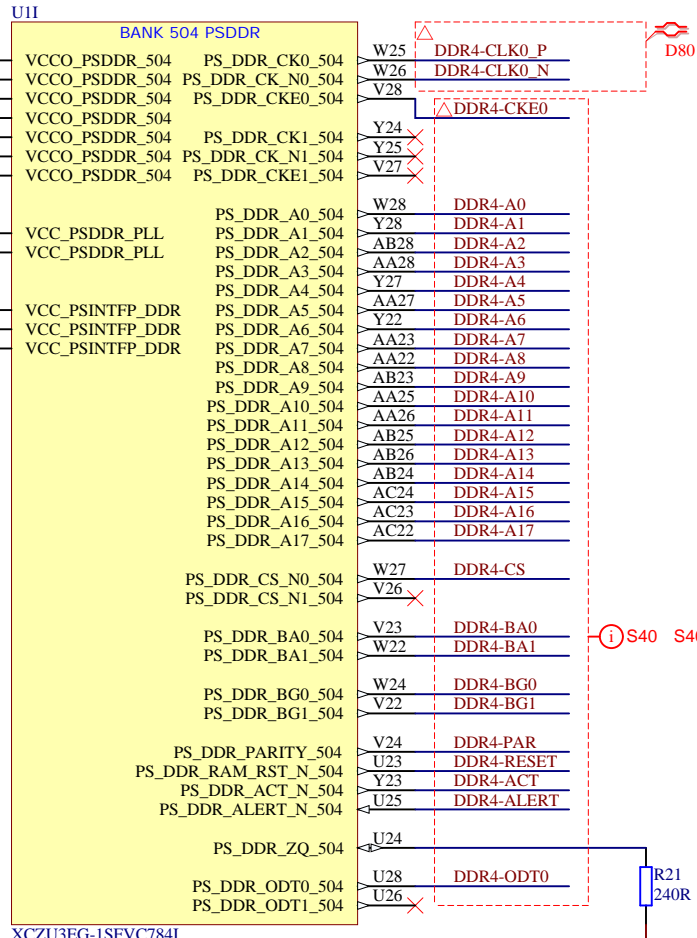 U1I
BANK 504 PSDDR
VCCO_PSDDR_504 PS_DDR_CK0_504 W25 DDR4-CLK0_P
VCCO_PSDDR_504 PS_DDR_CK_N0_504 W26 DDR4-CLK0_N D80
VCCO_PSDDR_504 PS_DDR_CKE0_504 V28 DDR4-CKE0
VCCO_PSDDR_504
VCCO_PSDDR_504 PS_DDR_CK1_504 Y24
VCCO_PSDDR_504 PS_DDR_CK_N1_504 Y25
VCCO_PSDDR_504 PS_DDR_CKE1_504 V27
PS_DDR_A0_504 W28 DDR4-A0
VCC_PSDDR_PLL PS_DDR_A1_504 Y28 DDR4-A1
VCC_PSDDR_PLL PS_DDR_A2_504 AB28 DDR4-A2
PS_DDR_A3_504 AA28 DDR4-A3
PS_DDR_A4_504 Y27 DDR4-A4
VCC_PSINTFP_DDR PS_DDR_A5_504 AA27 DDR4-A5
VCC_PSINTFP_DDR PS_DDR_A6_504 Y22 DDR4-A6
VCC_PSINTFP_DDR PS_DDR_A7_504 AA23 DDR4-A7
PS_DDR_A8_504 AA22 DDR4-A8
PS_DDR_A9_504 AB23 DDR4-A9
PS_DDR_A10_504 AA25 DDR4-A10
PS_DDR_A11_504 AA26 DDR4-A11
PS_DDR_A12_504 AB25 DDR4-A12
PS_DDR_A13_504 AB26 DDR4-A13
PS_DDR_A14_504 AB24 DDR4-A14
PS_DDR_A15_504 AC24 DDR4-A15
PS_DDR_A16_504 AC23 DDR4-A16
PS_DDR_A17_504 AC22 DDR4-A17
PS_DDR_CS_N0_504 W27 DDR4-CS
PS_DDR_CS_N1_504 V26
PS_DDR_BA0_504 V23 DDR4-BA0 i S40
PS_DDR_BA1_504 W22 DDR4-BA1
PS_DDR_BG0_504 W24 DDR4-BG0
PS_DDR_BG1_504 V22 DDR4-BG1
PS_DDR_PARITY_504 V24 DDR4-PAR
PS_DDR_RAM_RST_N_504 U23 DDR4-RESET
PS_DDR_ACT_N_504 Y23 DDR4-ACT
PS_DDR_ALERT_N_504 U25 DDR4-ALERT
PS_DDR_ZQ_504 U24
R21
240R
PS_DDR_ODT0_504 U28 DDR4-ODT0
PS_DDR_ODT1_504 U26
XCZU3EG-1SFVC784I